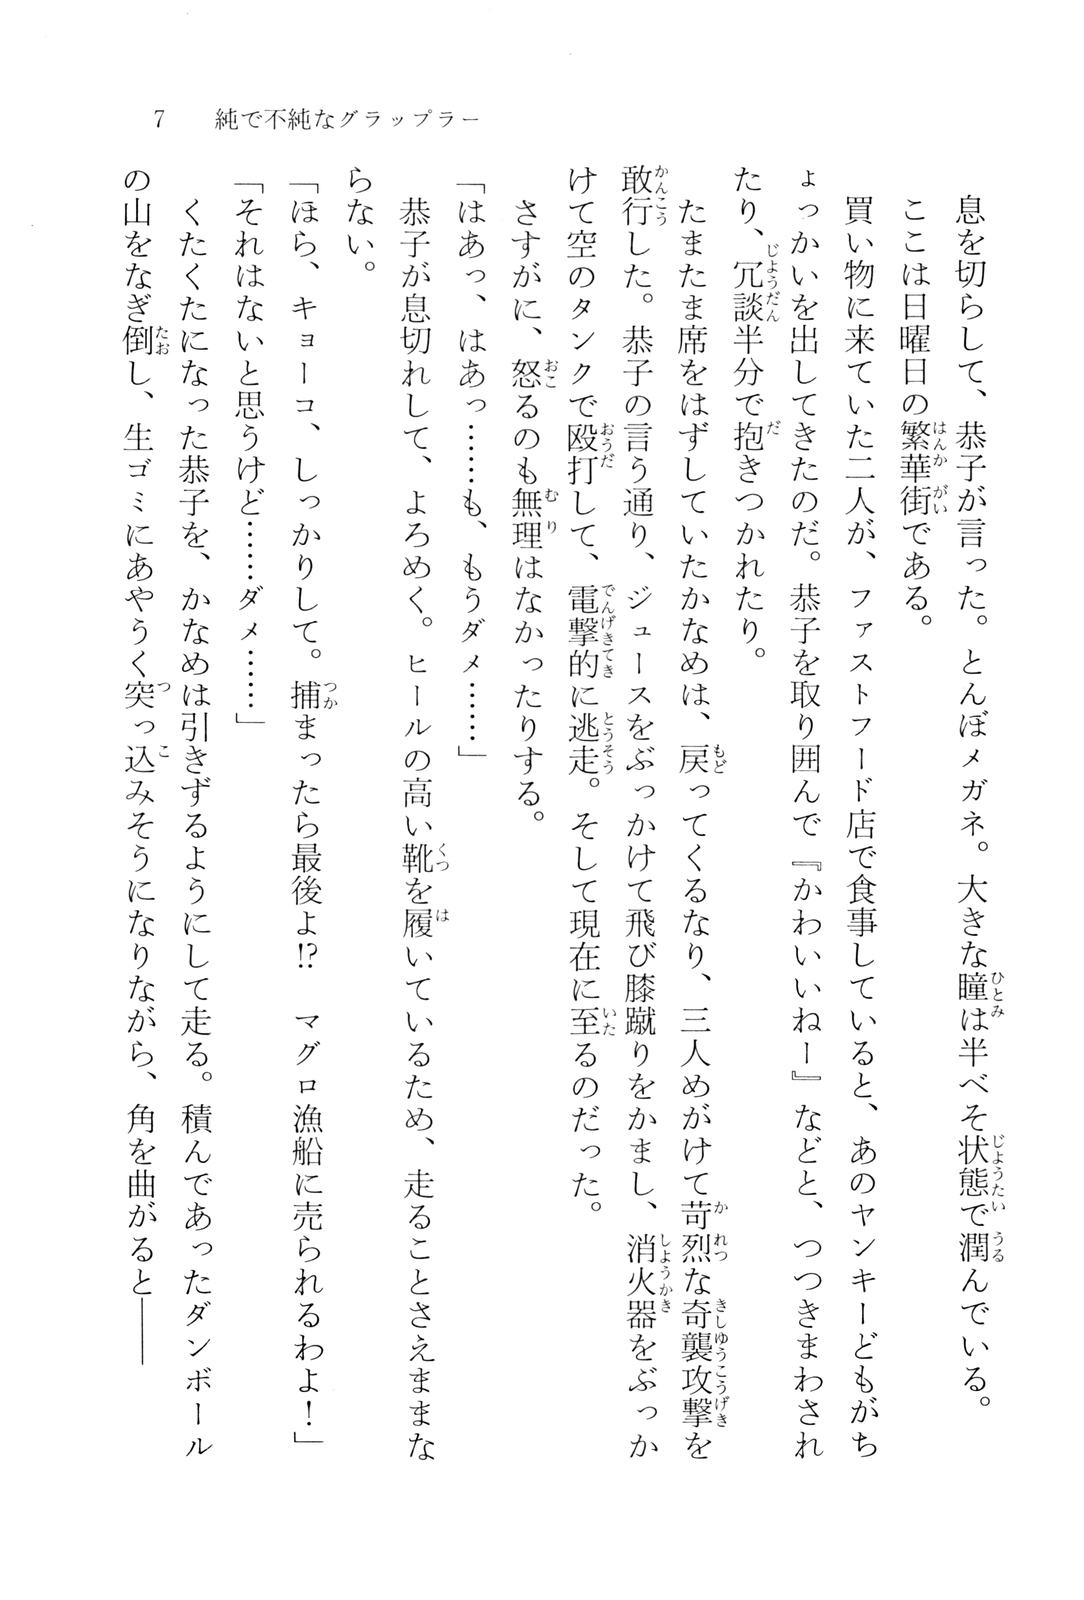 7　純で不純なグラップラー
　息を切らして、恭子が言った。とんぼメガネ。大きな瞳は半べそ状態で潤んでいる。
　ここは日曜日の繁華街である。
　買い物に来ていた二人が、ファストフード店で食事していると、あのヤンキーどもがち
ょっかいを出してきたのだ。恭子を取り囲んで『かわいいねー』などと、つつきまわされ
たり、冗談半分で抱きつかれたり。
　たまたま席をはずしていたかなめは、戻ってくるなり、三人めがけて苛烈な奇襲攻撃を
敢行した。恭子の言う通り、ジュースをぶっかけて飛び膝蹴りをかまし、消火器をぶっか
けて空のタンクで殴打して、電撃的に逃走。そして現在に至るのだった。
　さすがに、怒るのも無理はなかったりする。
「はあっ、はあっ……も、もうダメ……」
　恭子が息切れして、よろめく。ヒールの高い靴を履いているため、走ることさえままな
らない。
「ほら、キョーコ、しっかりして。捕まったら最後よ!?　マグロ漁船に売られるわよ！」
「それはないと思うけど……ダメ……」
　くたくたになった恭子を、かなめは引きずるようにして走る。積んであったダンボール
の山をなぎ倒し、生ゴミにあやうく突っ込みそうになりながら、角を曲がると――